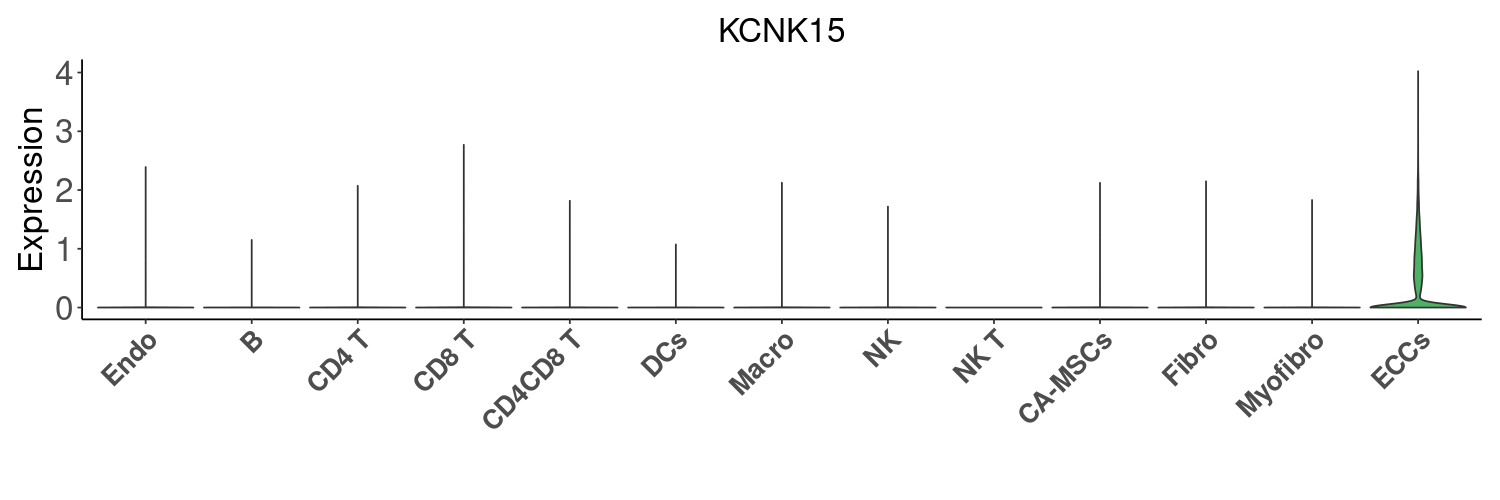 KCNK15
Expression
4
3
2
1
0
Endo
B
CD4 T
CD8 T
CD4CD8 T
DCs
Macro
NK
NK T
CA-MSCs
Fibro
Myofibro
ECCs